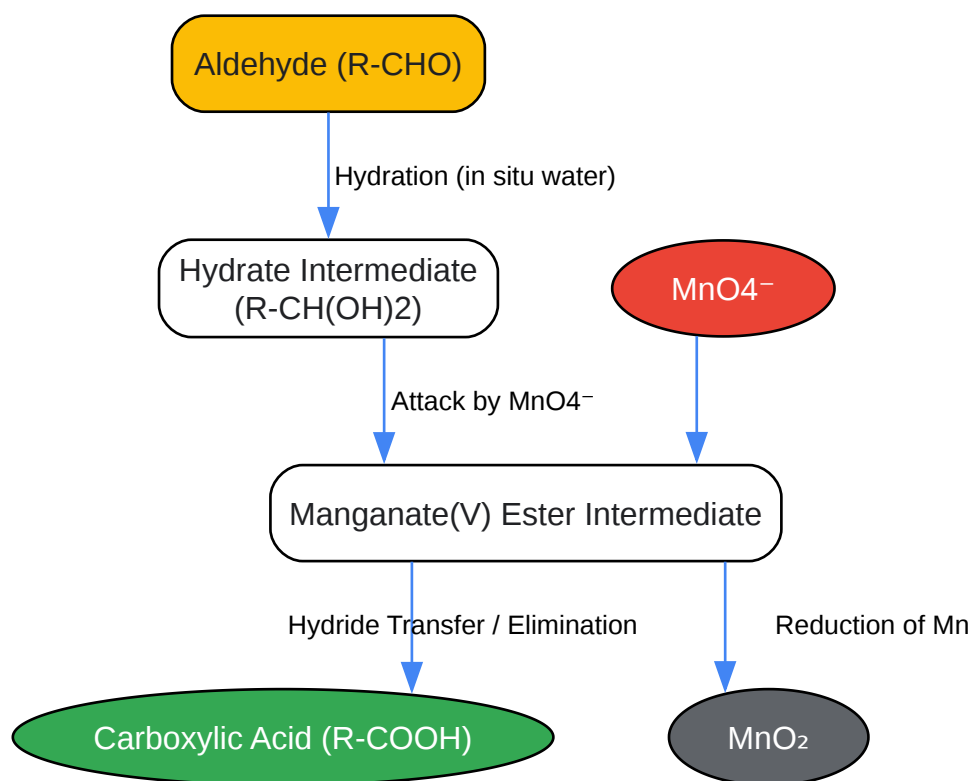 Aldehyde (R-CHO)
Hydration (in situ water)
Hydrate Intermediate
(R-CH(OH)2)
MnO4⁻
Attack by MnO4⁻
Manganate(V) Ester Intermediate
Hydride Transfer / Elimination
Reduction of Mn
Carboxylic Acid (R-COOH)
MnO₂